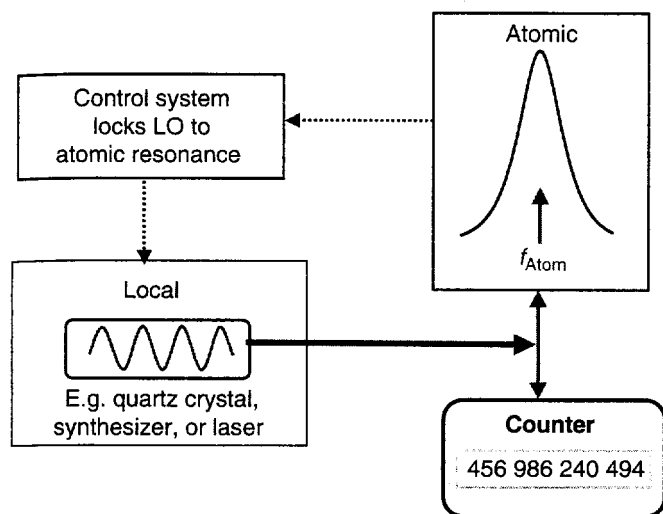 Atomic
Control system
locks LO to
atomic resonance
f_Atom
Local
E.g. quartz crystal,
synthesizer, or laser
Counter
456 986 240 494